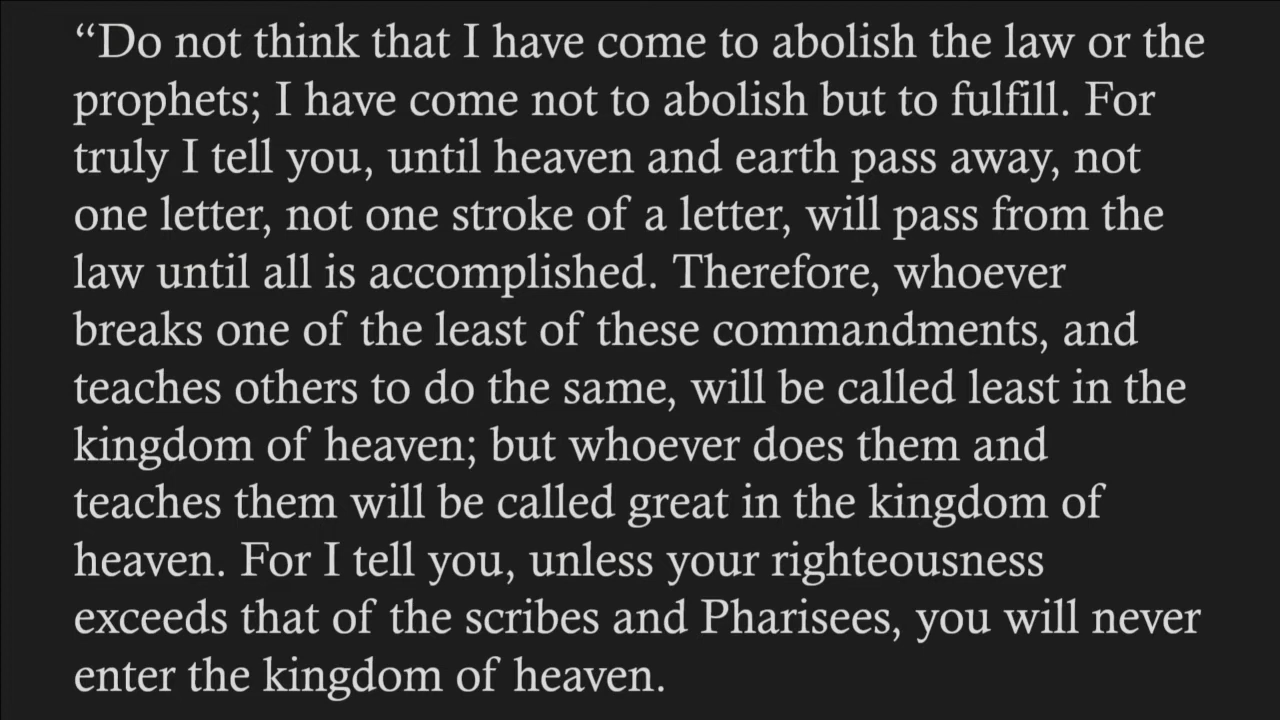 “Do not think that I have come to abolish the law or the
prophets; I have come not to abolish but to fulfill. For
truly I tell you, until heaven and earth pass away, not
one letter, not one stroke of a letter, will pass from the
law until all is accomplished. Therefore, whoever
breaks one of the least of these commandments, and
teaches others to do the same, will be called least in the
kingdom of heaven; but whoever does them and
teaches them will be called great in the kingdom of
heaven. For I tell you, unless your righteousness
exceeds that of the scribes and Pharisees, you will never
enter the kingdom of heaven.